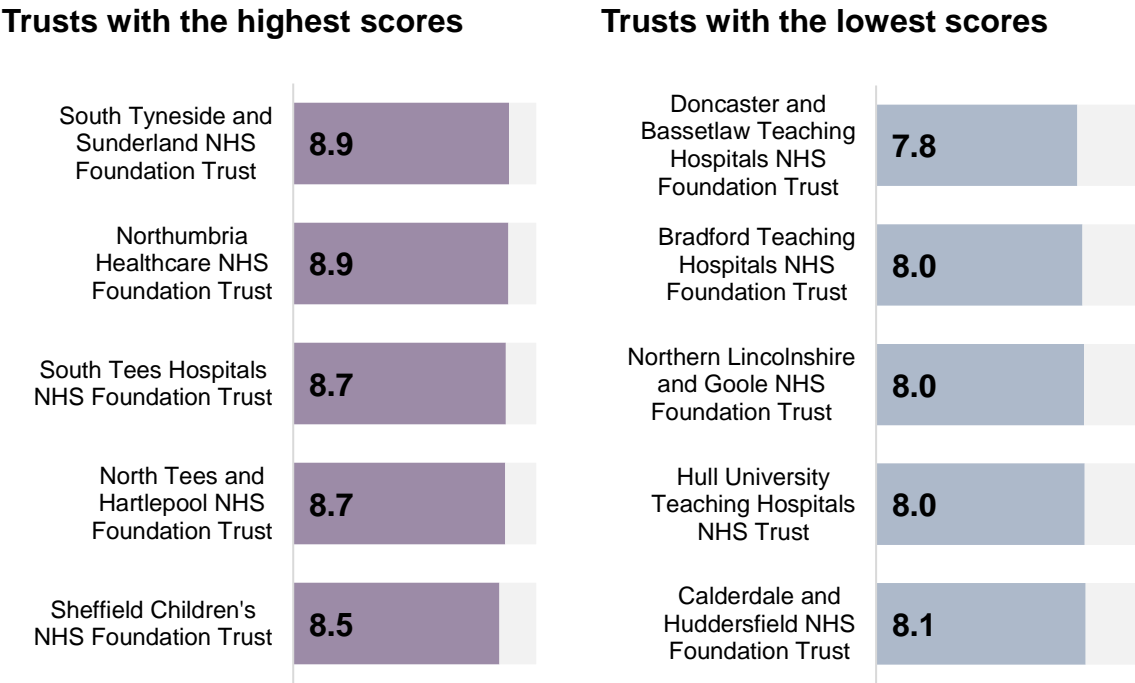 Trusts with the highest scores
South Tyneside and
Sunderland NHS
Foundation Trust
8.9
Northumbria
Healthcare NHS
Foundation Trust
8.9
South Tees Hospitals
NHS Foundation Trust
8.7
North Tees and
Hartlepool NHS
Foundation Trust
8.7
Sheffield Children's
NHS Foundation Trust
8.5
Trusts with the lowest scores
Doncaster and
Bassetlaw Teaching
Hospitals NHS
Foundation Trust
7.8
Bradford Teaching
Hospitals NHS
Foundation Trust
8.0
Northern Lincolnshire
and Goole NHS
Foundation Trust
8.0
Hull University
Teaching Hospitals
NHS Trust
8.0
Calderdale and
Huddersfield NHS
Foundation Trust
8.1